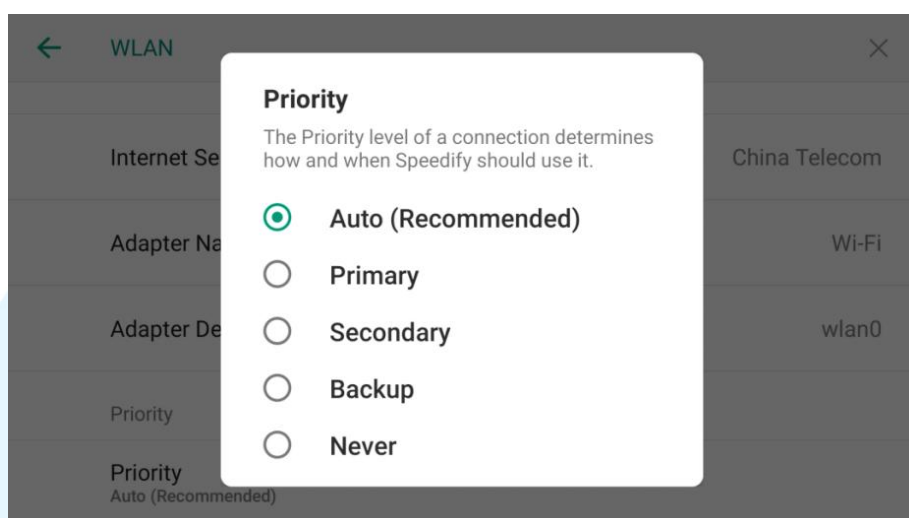 WLAN
Priority
The Priority level of a connection determines
how and when Speedify should use it.
Internet Se
China Telecom
Auto (Recommended)
Adapter Na
Wi-Fi
Primary
Secondary
Adapter De
wlan0
Backup
Priority
Never
Priority
Auto (Recommended)